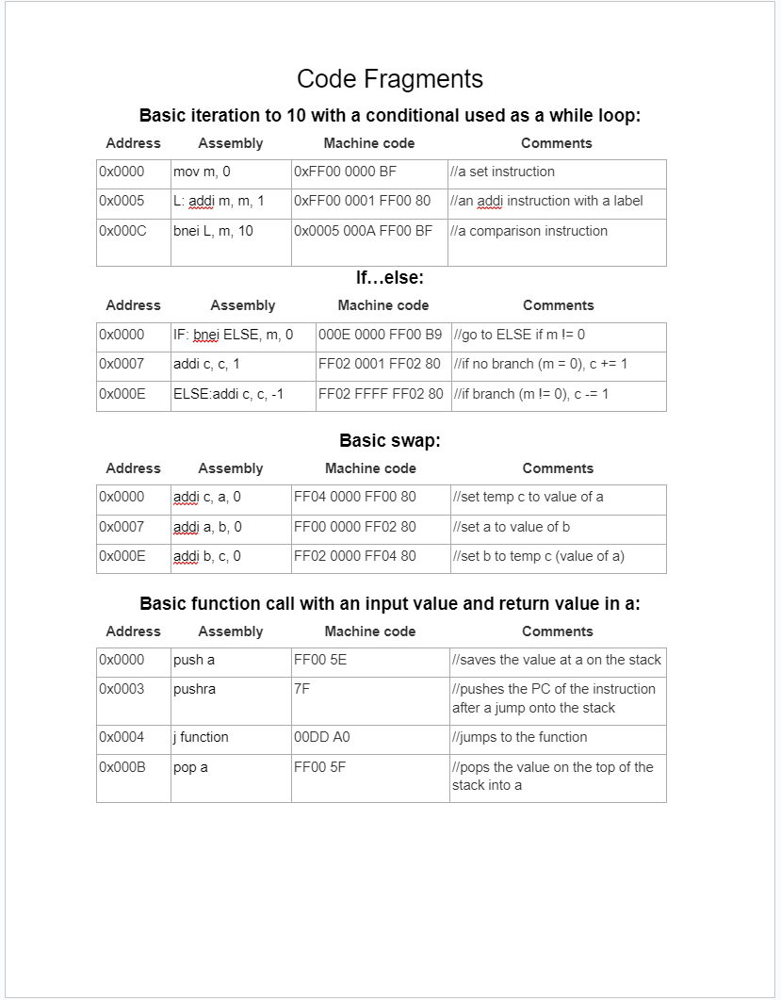 Code Fragments
Basic iteration to 10 with a conditional used as a while loop:
Address Assembly Machine code Comments
0x0000 mov m, 0 0xFF00 0000 BF //a set instruction
0x0005 L: addi m, m, 1 0xFF00 0001 FF00 80 //an addi instruction with a label
0x000C bnei L, m, 10 0x0005 000A FF00 BF //a comparison instruction
If…else:
Address Assembly Machine code Comments
0x0000 IF: bnei ELSE, m, 0 000E 0000 FF00 B9 //go to ELSE if m != 0
0x0007 addi c, c, 1 FF02 0001 FF02 80 //if no branch (m = 0), c += 1
0x000E ELSE:addi c, c, -1 FF02 FFFF FF02 80 //if branch (m != 0), c -= 1
Basic swap:
Address Assembly Machine code Comments
0x0000 addi c, a, 0 FF04 0000 FF00 80 //set temp c to value of a
0x0007 addi a, b, 0 FF00 0000 FF02 80 //set a to value of b
0x000E addi b, c, 0 FF02 0000 FF04 80 //set b to temp c (value of a)
Basic function call with an input value and return value in a:
Address Assembly Machine code Comments
0x0000 push a FF00 5E //saves the value at a on the stack
0x0003 pushra 7F //pushes the PC of the instruction
after a jump onto the stack
0x0004 j function 00DD A0 //jumps to the function
0x000B pop a FF00 5F //pops the value on the top of the
stack into a